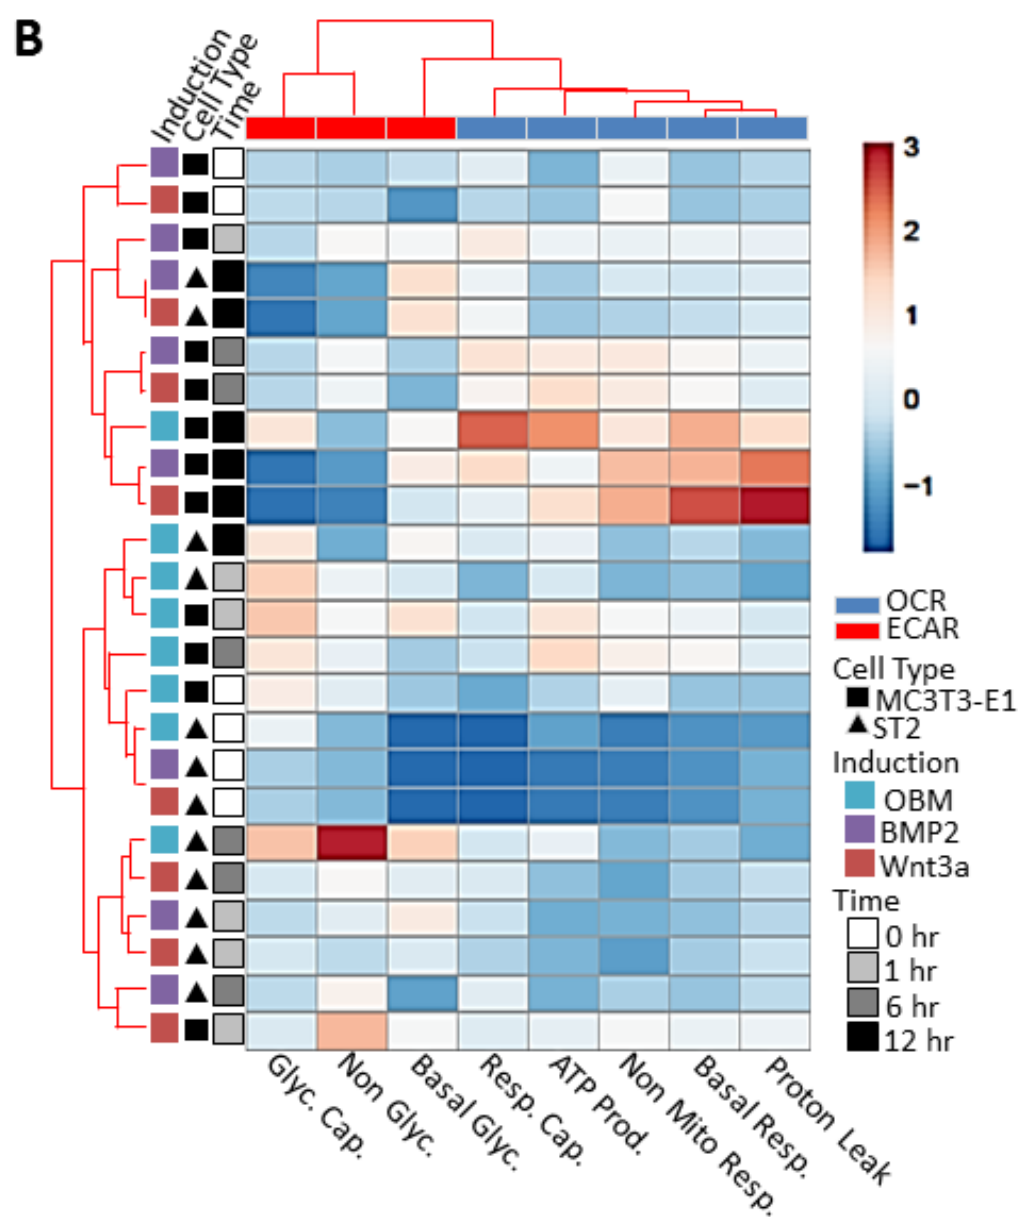 B
Induction
Cell Type
Time
3
2
1
0
−1
OCR
ECAR
Cell Type
MC3T3-E1
ST2
Induction
OBM
BMP2
Wnt3a
Time
0 hr
1 hr
6 hr
12 hr
Glyc. Cap.
Non Glyc.
Basal Glyc.
Resp. Cap.
ATP Prod.
Non Mito Resp.
Basal Resp.
Proton Leak